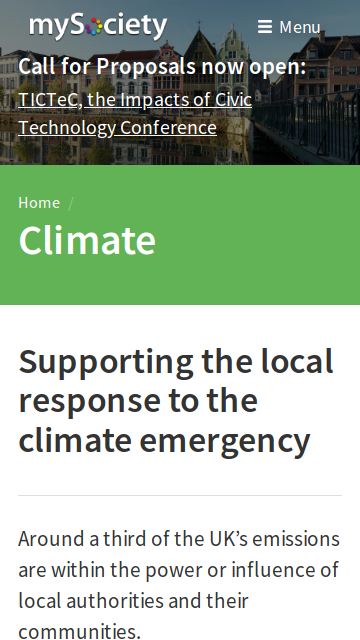 mySociety
Menu
Call for Proposals now open:
TICTeC, the Impacts of Civic
Technology Conference
Home /
Climate
Supporting the local
response to the
climate emergency
Around a third of the UK’s emissions
are within the power or influence of
local authorities and their
communities.